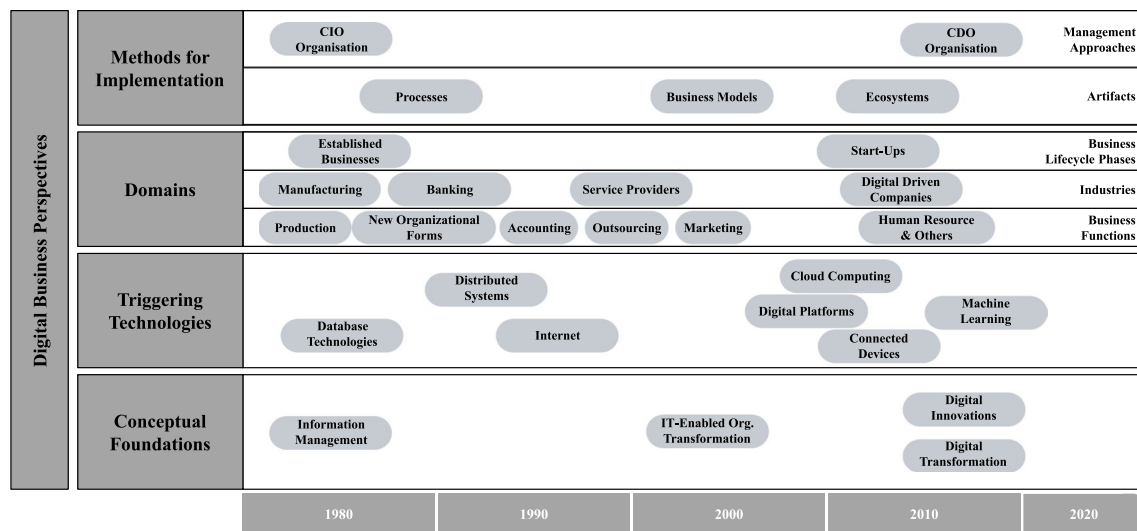 Digital Business Perspectives
Methods for
Implementation
CIO
Organisation
CDO
Organisation
Management
Approaches
Processes
Business Models
Ecosystems
Artifacts
Domains
Established
Businesses
Start-Ups
Business
Lifecycle Phases
Manufacturing
Banking
Service Providers
Digital Driven
Companies
Industries
Production
New Organizational
Forms
Accounting
Outsourcing
Marketing
Human Resource
& Others
Business
Functions
Triggering
Technologies
Database
Technologies
Distributed
Systems
Internet
Cloud Computing
Digital Platforms
Connected
Devices
Machine
Learning
Conceptual
Foundations
Information
Management
IT-Enabled Org.
Transformation
Digital
Innovations
Digital
Transformation
1980
1990
2000
2010
2020